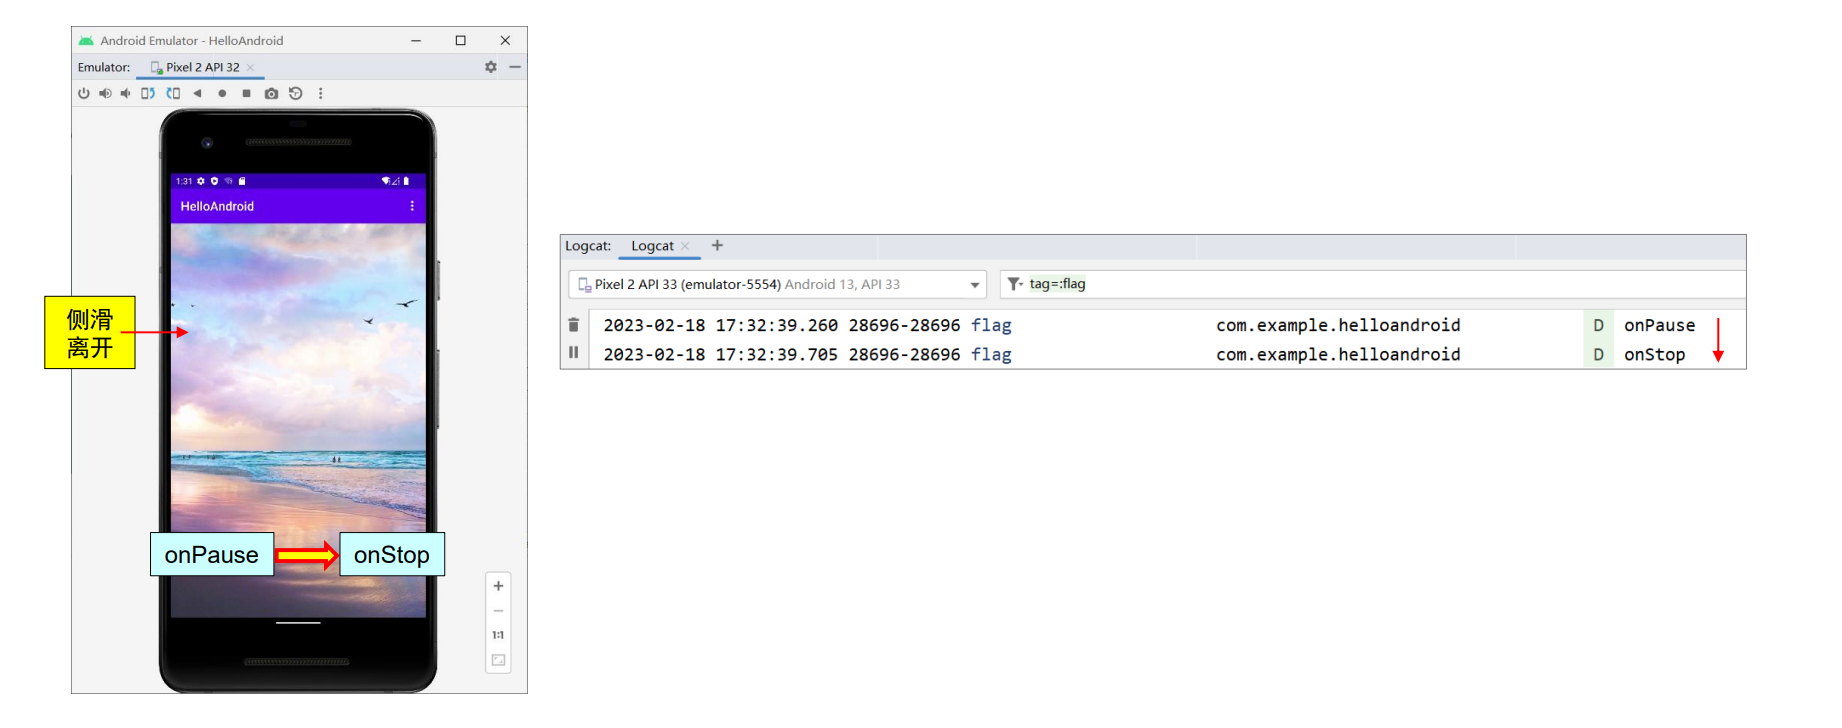 Android Emulator - HelloAndroid
Emulator: Pixel 2 API 32
1:31
HelloAndroid
侧滑
离开
onPause
onStop
1:1
Logcat: Logcat
Pixel 2 API 33 (emulator-5554) Android 13, API 33
tag=:flag
2023-02-18 17:32:39.260 28696-28696 flag com.example.helloandroid D onPause
2023-02-18 17:32:39.705 28696-28696 flag com.example.helloandroid D onStop